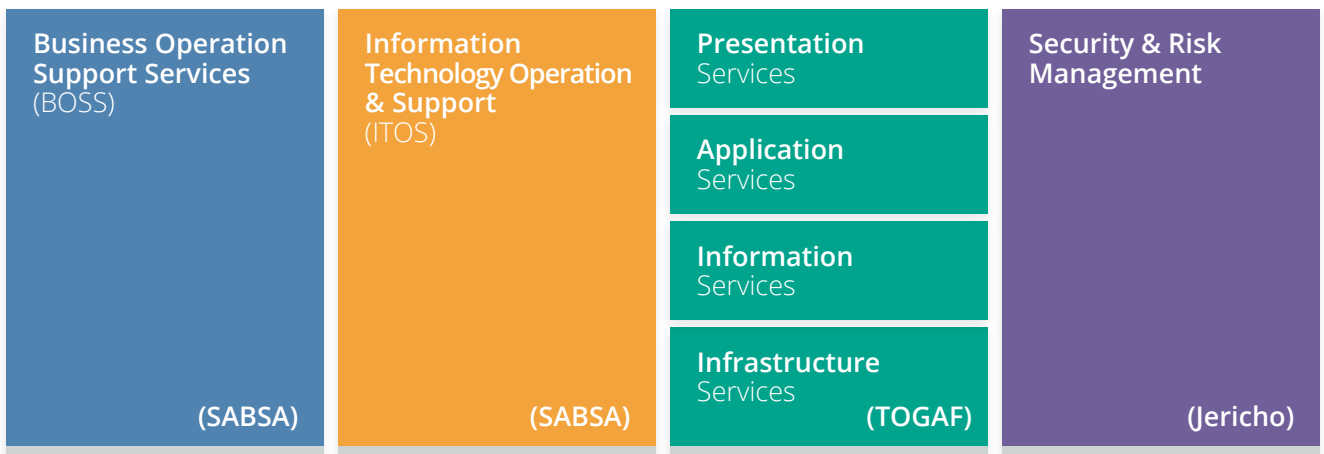 Business Operation
Support Services
(BOSS)
(SABSA)
Information
Technology Operation
& Support
(ITOS)
(SABSA)
Presentation
Services
Application
Services
Information
Services
Infrastructure
Services
(TOGAF)
Security & Risk
Management
(Jericho)